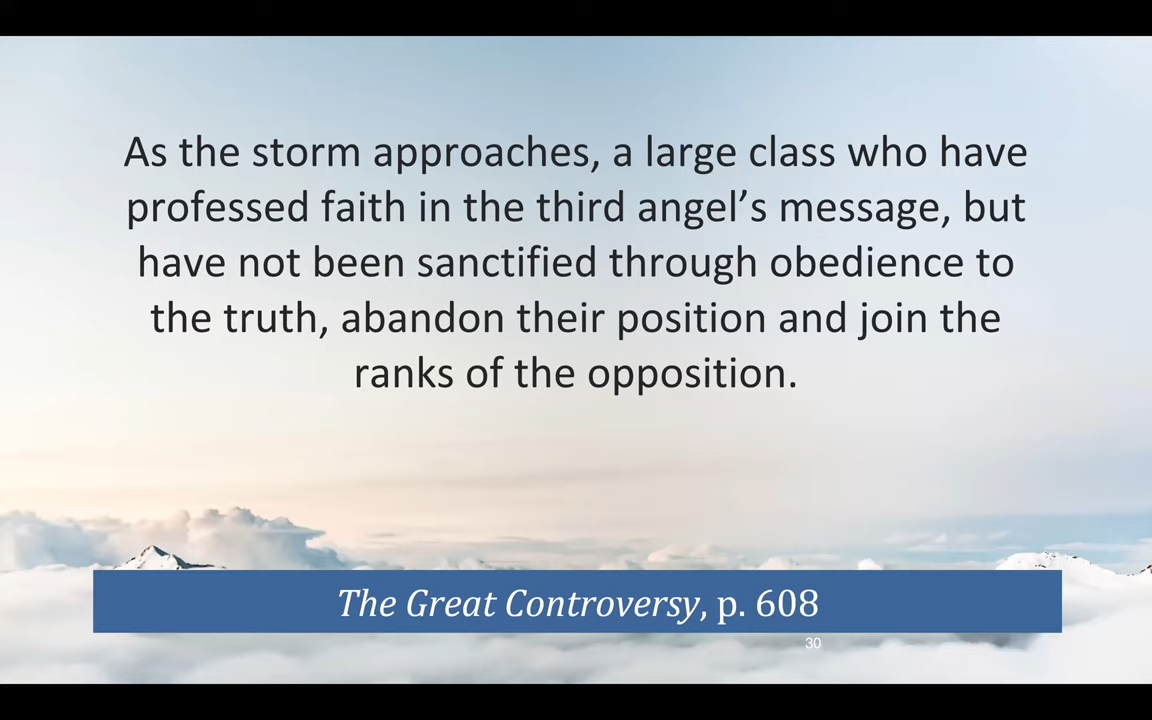 As the storm approaches, a large class who have
professed faith in the third angel’s message, but
have not been sanctified through obedience to
the truth, abandon their position and join the
ranks of the opposition.
The Great Controversy, p. 608
30